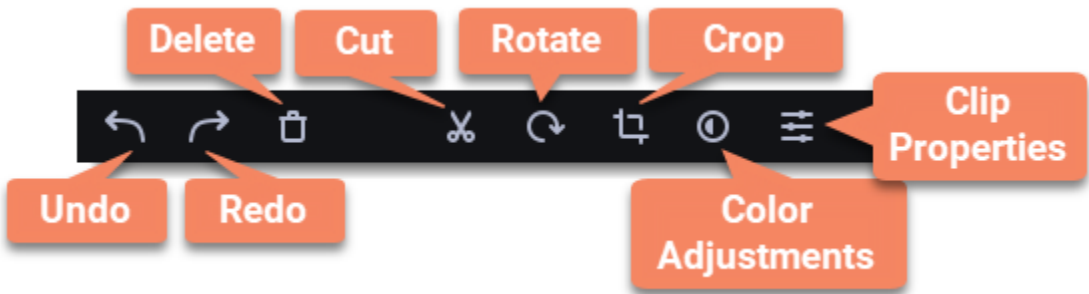 Delete
Cut
Rotate
Crop
Clip
Properties
Undo
Redo
Color
Adjustments